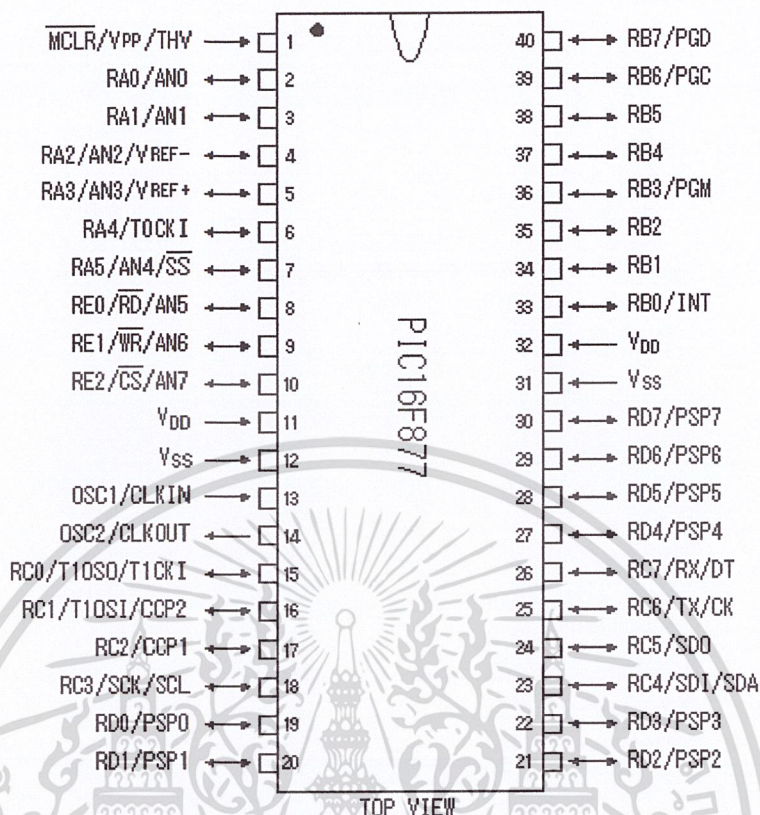 MCLR/VPP/THV 1 40 RB7/PGD
RA0/AN0 2 39 RB6/PGC
RA1/AN1 3 38 RB5
RA2/AN2/VREF- 4 37 RB4
RA3/AN3/VREF+ 5 36 RB3/PGM
RA4/T0CKI 6 35 RB2
RA5/AN4/SS 7 34 RB1
RE0/RD/AN5 8 33 RB0/INT
RE1/WR/AN6 9 32 VDD
RE2/CS/AN7 10 31 VSS
VDD 11 30 RD7/PSP7
VSS 12 29 RD6/PSP6
OSC1/CLKIN 13 28 RD5/PSP5
OSC2/CLKOUT 14 27 RD4/PSP4
RC0/T1OSO/T1CKI 15 26 RC7/RX/DT
RC1/T1OSI/CCP2 16 25 RC6/TX/CK
RC2/CCP1 17 24 RC5/SDO
RC3/SCK/SCL 18 23 RC4/SDI/SDA
RD0/PSP0 19 22 RD3/PSP3
RD1/PSP1 20 21 RD2/PSP2
PIC16F877
TOP VIEW